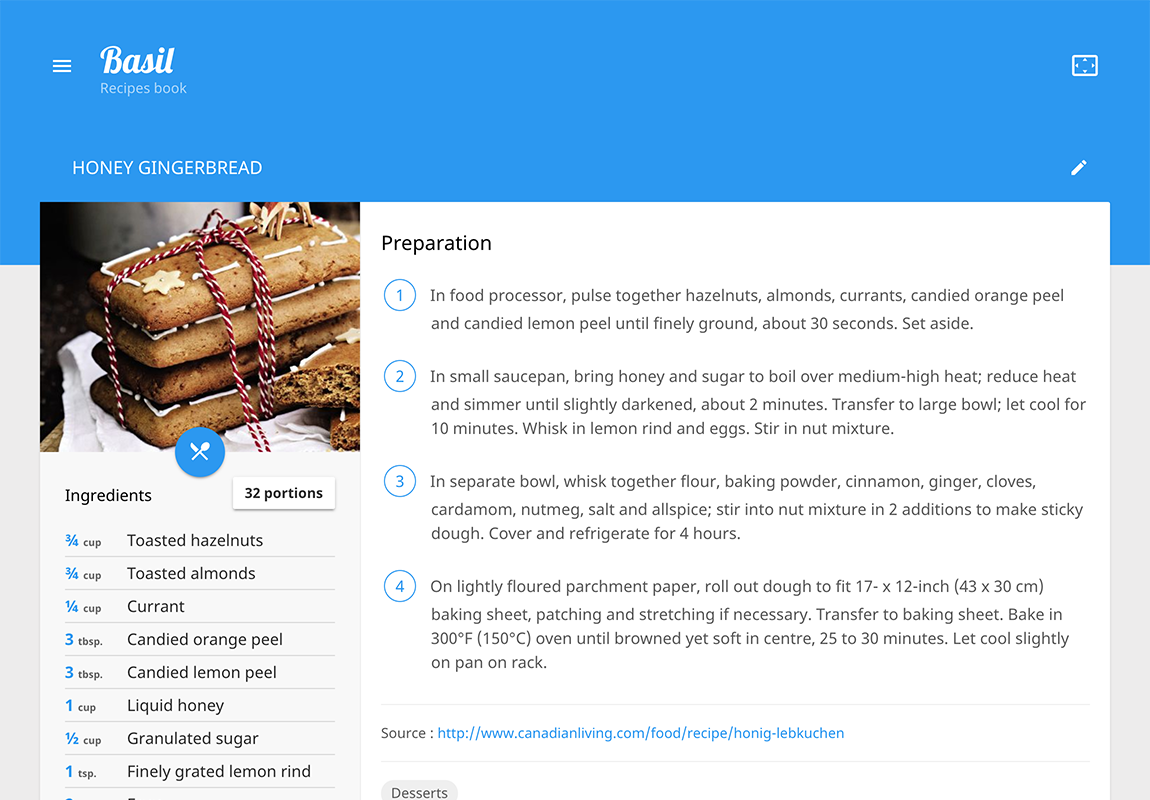 Basil
Recipes book
HONEY GINGERBREAD
Ingredients
32 portions
¾ cup Toasted hazelnuts
¾ cup Toasted almonds
¼ cup Currant
3 tbsp. Candied orange peel
3 tbsp. Candied lemon peel
1 cup Liquid honey
½ cup Granulated sugar
1 tsp. Finely grated lemon rind
Preparation
1 In food processor, pulse together hazelnuts, almonds, currants, candied orange peel
and candied lemon peel until finely ground, about 30 seconds. Set aside.
2 In small saucepan, bring honey and sugar to boil over medium-high heat; reduce heat
and simmer until slightly darkened, about 2 minutes. Transfer to large bowl; let cool for
10 minutes. Whisk in lemon rind and eggs. Stir in nut mixture.
3 In separate bowl, whisk together flour, baking powder, cinnamon, ginger, cloves,
cardamom, nutmeg, salt and allspice; stir into nut mixture in 2 additions to make sticky
dough. Cover and refrigerate for 4 hours.
4 On lightly floured parchment paper, roll out dough to fit 17- x 12-inch (43 x 30 cm)
baking sheet, patching and stretching if necessary. Transfer to baking sheet. Bake in
300°F (150°C) oven until browned yet soft in centre, 25 to 30 minutes. Let cool slightly
on pan on rack.
Source : http://www.canadianliving.com/food/recipe/honig-lebkuchen
Desserts